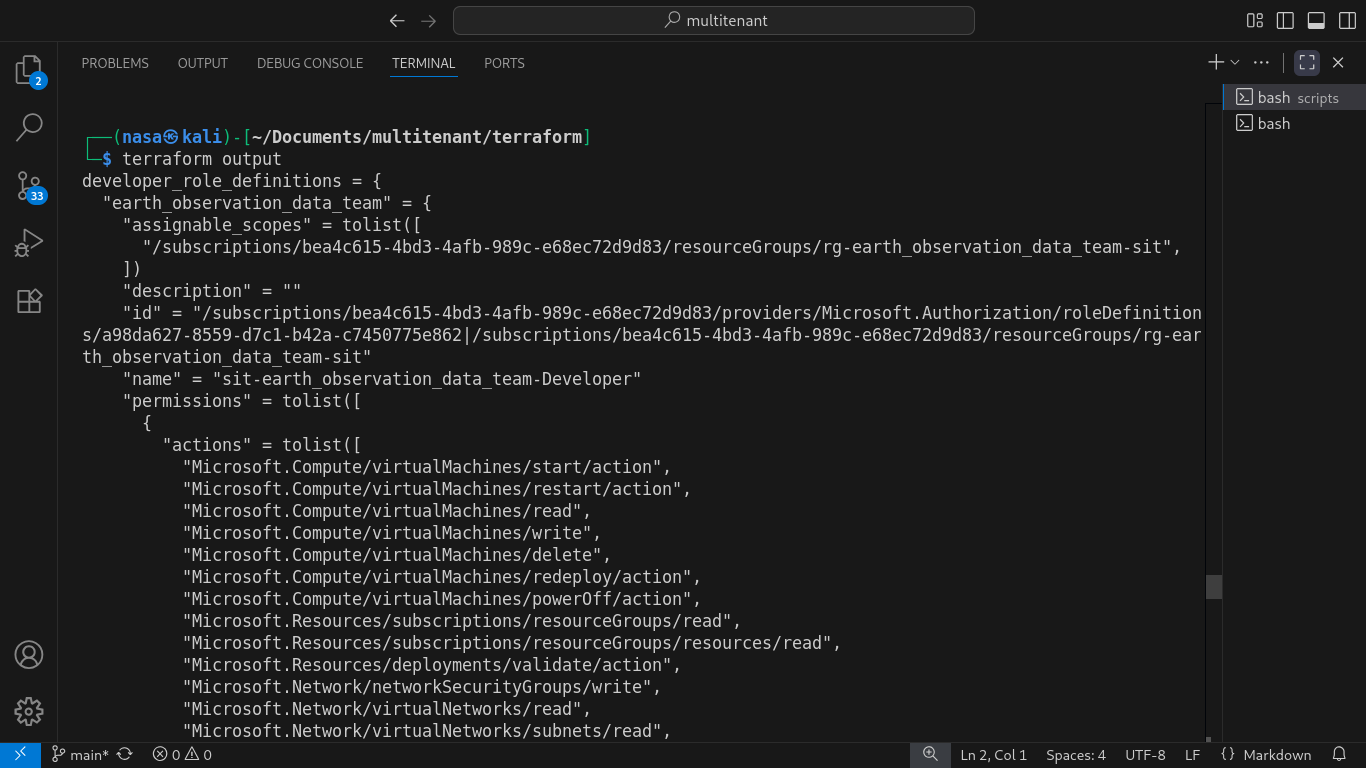 multitenant
2
PROBLEMS OUTPUT DEBUG CONSOLE TERMINAL PORTS
bash scripts
bash
33
┌──(nasa㉿kali)-[~/Documents/multitenant/terraform]
└─$ terraform output
developer_role_definitions = {
  "earth_observation_data_team" = {
    "assignable_scopes" = tolist([
      "/subscriptions/bea4c615-4bd3-4afb-989c-e68ec72d9d83/resourceGroups/rg-earth_observation_data_team-sit",
    ])
    "description" = ""
    "id" = "/subscriptions/bea4c615-4bd3-4afb-989c-e68ec72d9d83/providers/Microsoft.Authorization/roleDefinition
s/a98da627-8559-d7c1-b42a-c7450775e862|/subscriptions/bea4c615-4bd3-4afb-989c-e68ec72d9d83/resourceGroups/rg-ear
th_observation_data_team-sit"
    "name" = "sit-earth_observation_data_team-Developer"
    "permissions" = tolist([
      {
        "actions" = tolist([
          "Microsoft.Compute/virtualMachines/start/action",
          "Microsoft.Compute/virtualMachines/restart/action",
          "Microsoft.Compute/virtualMachines/read",
          "Microsoft.Compute/virtualMachines/write",
          "Microsoft.Compute/virtualMachines/delete",
          "Microsoft.Compute/virtualMachines/redeploy/action",
          "Microsoft.Compute/virtualMachines/powerOff/action",
          "Microsoft.Resources/subscriptions/resourceGroups/read",
          "Microsoft.Resources/subscriptions/resourceGroups/resources/read",
          "Microsoft.Resources/deployments/validate/action",
          "Microsoft.Network/networkSecurityGroups/write",
          "Microsoft.Network/virtualNetworks/read",
          "Microsoft.Network/virtualNetworks/subnets/read",
main* 0 0 Ln 2, Col 1 Spaces: 4 UTF-8 LF {} Markdown